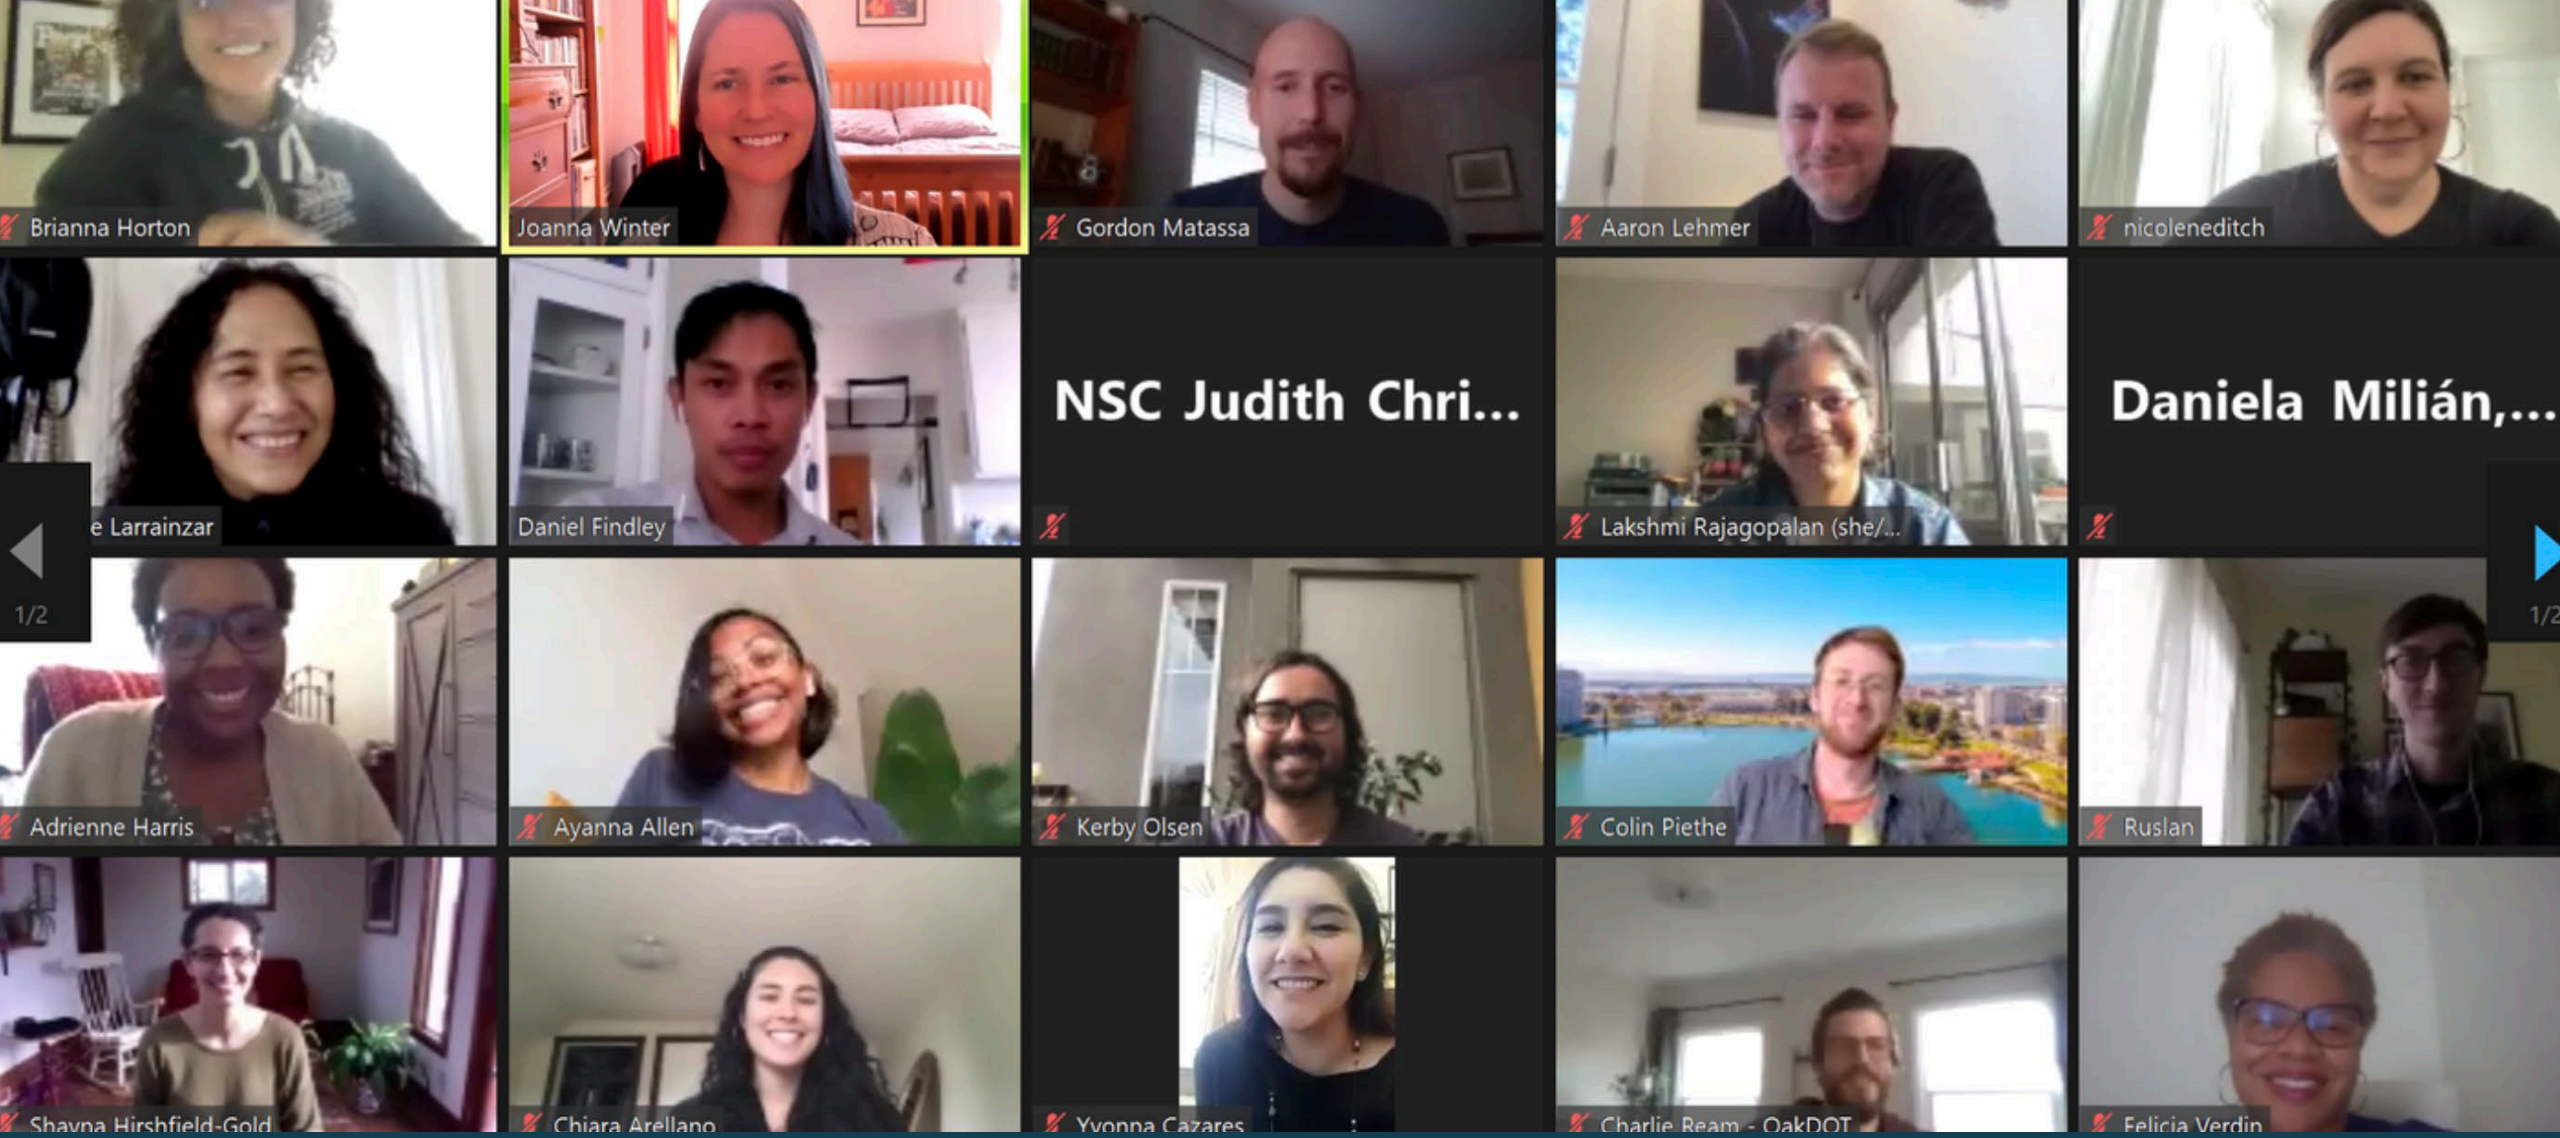 Brianna Horton
Joanna Winter
Gordon Matassa
Aaron Lehmer
nicoleneditch
e Larrainzar
Daniel Findley
NSC Judith Chri...
Lakshmi Rajagopalan (she/...
Daniela Milián,...
1/2
1/2
Adrienne Harris
Ayanna Allen
Kerby Olsen
Colin Piethe
Ruslan
Shayna Hirshfield-Gold
Chiara Arellano
Yvonna Cazares
Charlie Ream - OakDOT
Felicia Verdin